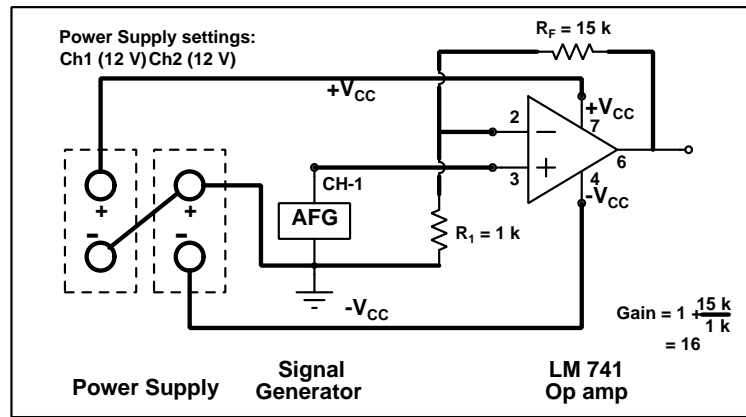 R_F = 15 k
Power Supply settings:
Ch1 (12 V) Ch2 (12 V)
+V_CC
+V_CC
2
−
7
6
+
3
4
-V_CC
CH-1
AFG
+
+
-
-
R_1 = 1 k
-V_CC
Gain = 1 + 15 k / 1 k
= 16
Power Supply
Signal
Generator
LM 741
Op amp